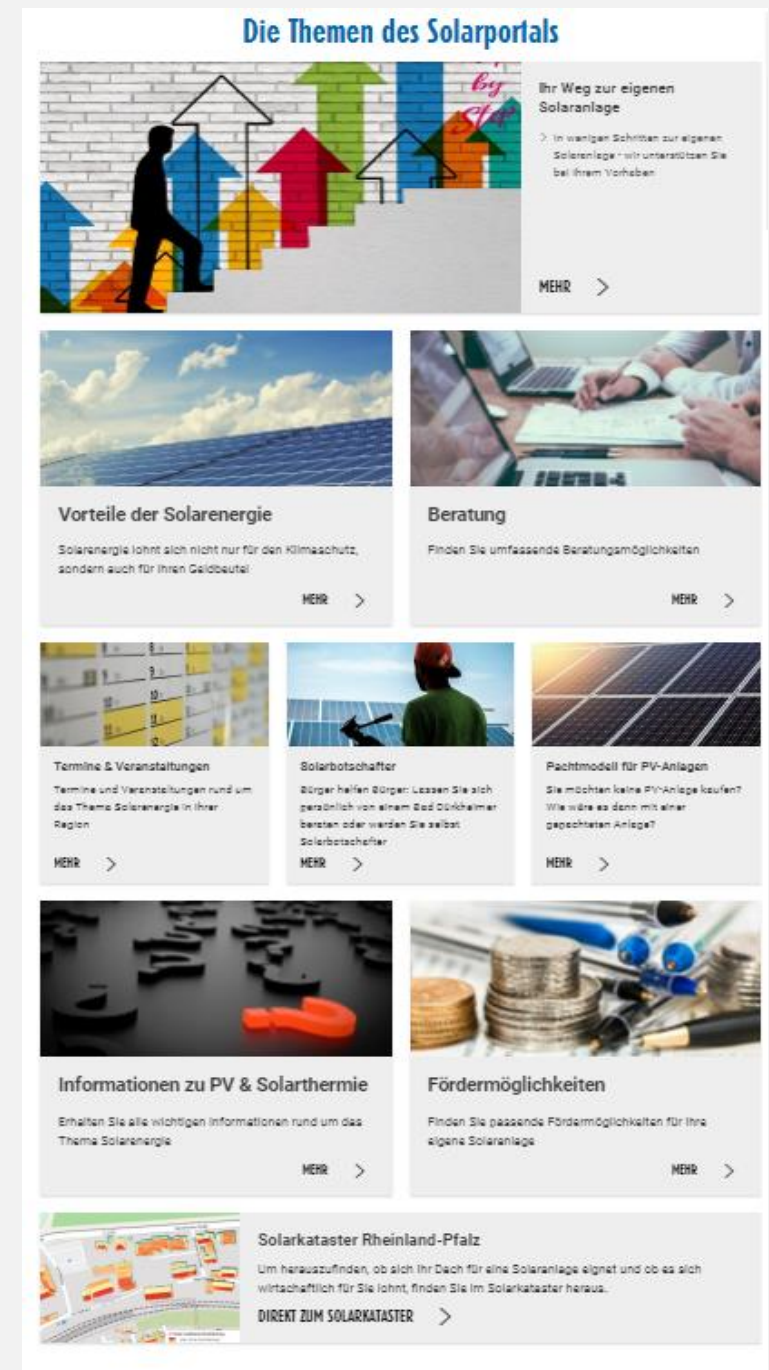 Die Themen des Solarportals
by
Step
Ihr Weg zur eigenen
Solaranlage
In wenigen Schritten zur eigenen
Solaranlage - wir unterstützen Sie
bei Ihrem Vorhaben
MEHR
Vorteile der Solarenergie
Solarenergie lohnt sich nicht nur für den Klimaschutz,
sondern auch für Ihren Geldbeutel
MEHR
Beratung
Finden Sie umfassende Beratungsmöglichkeiten
MEHR
Termine & Veranstaltungen
Termine und Veranstaltungen rund um
das Thema Solarenergie in Ihrer
Region
MEHR
Solarbotschafter
Bürger helfen Bürger: Lassen Sie sich
persönlich von einem Bad Dürkheimer
beraten oder werden Sie selbst
Solarbotschafter
MEHR
Pachtmodell für PV-Anlagen
Sie möchten keine PV-Anlage kaufen?
Wie wäre es dann mit einer
gepachteten Anlage?
MEHR
Informationen zu PV & Solarthermie
Erhalten Sie alle wichtigen Informationen rund um das
Thema Solarenergie
MEHR
Fördermöglichkeiten
Finden Sie passende Fördermöglichkeiten für Ihre
eigene Solaranlage
MEHR
Solarkataster Rheinland-Pfalz
Um herauszufinden, ob sich Ihr Dach für eine Solaranlage eignet und ob es sich
wirtschaftlich für Sie lohnt, finden Sie im Solarkataster heraus.
DIREKT ZUM SOLARKATASTER